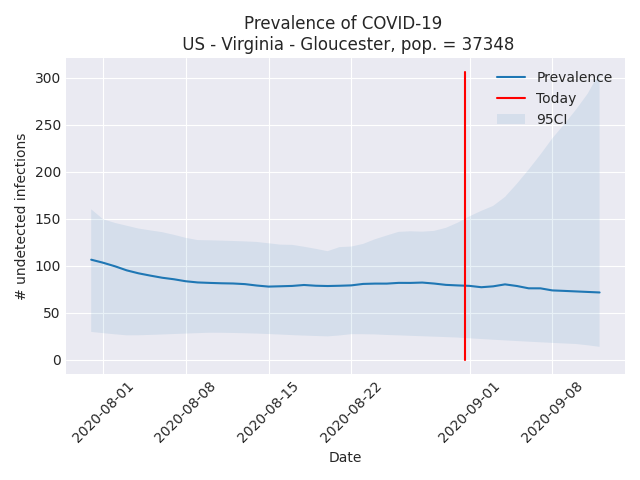 Prevalence of COVID-19
US - Virginia - Gloucester, pop. = 37348
300
250
200
150
100
50
0
# undetected infections
Prevalence
Today
95CI
2020-08-01
2020-08-08
2020-08-15
2020-08-22
2020-09-01
2020-09-08
Date